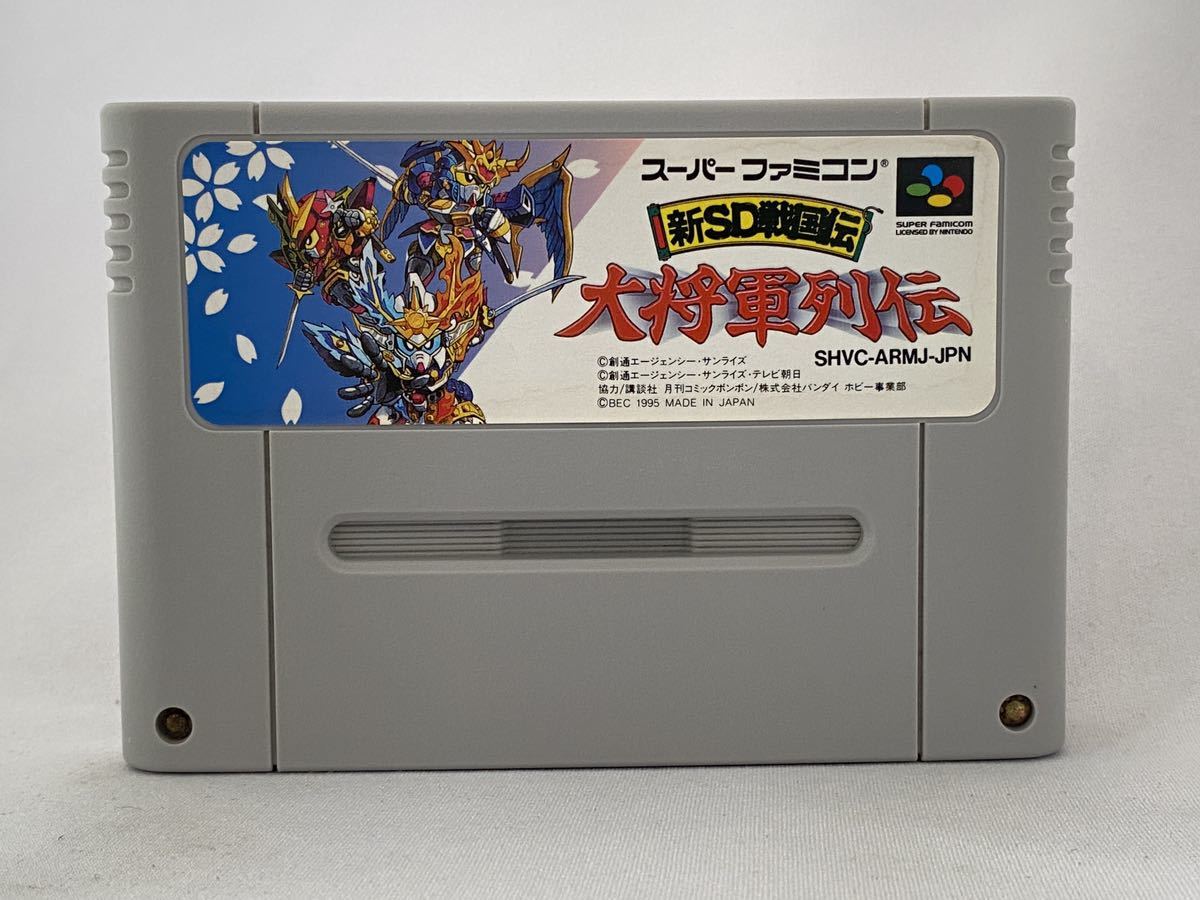 スーパーファミコン®
SUPER FAMICOM
LICENSED BY NINTENDO
新SD戦国伝
大将軍列伝
SHVC-ARMJ-JPN
©創通エージェンシー・サンライズ
©創通エージェンシー・サンライズ・テレビ朝日
協力/講談社 月刊コミックボンボン/株式会社バンダイ ホビー事業部
©BEC 1995 MADE IN JAPAN